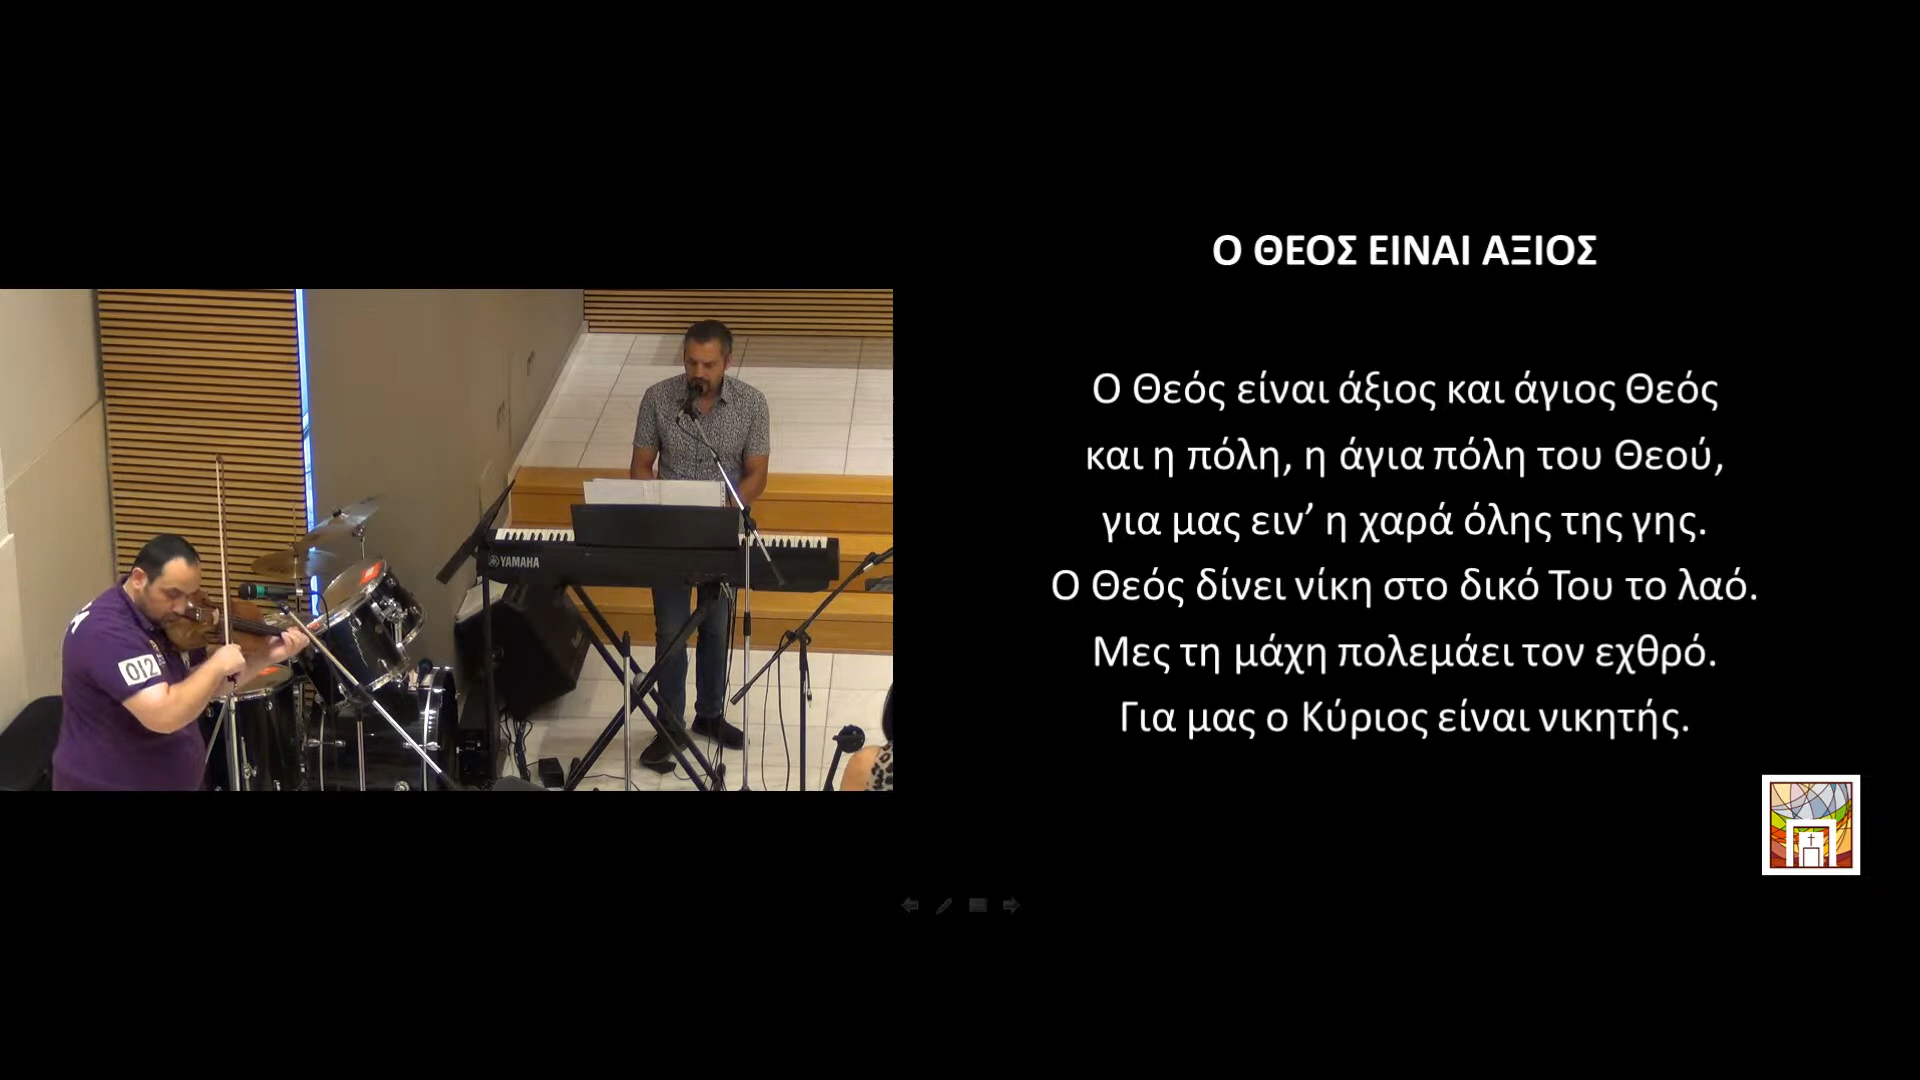 Ο ΘΕΟΣ ΕΙΝΑΙ ΑΞΙΟΣ
Ο Θεός είναι άξιος και άγιος Θεός
και η πόλη, η άγια πόλη του Θεού,
για μας ειν’ η χαρά όλης της γης.
Ο Θεός δίνει νίκη στο δικό Του το λαό.
Μες τη μάχη πολεμάει τον εχθρό.
Για μας ο Κύριος είναι νικητής.
YAMAHA